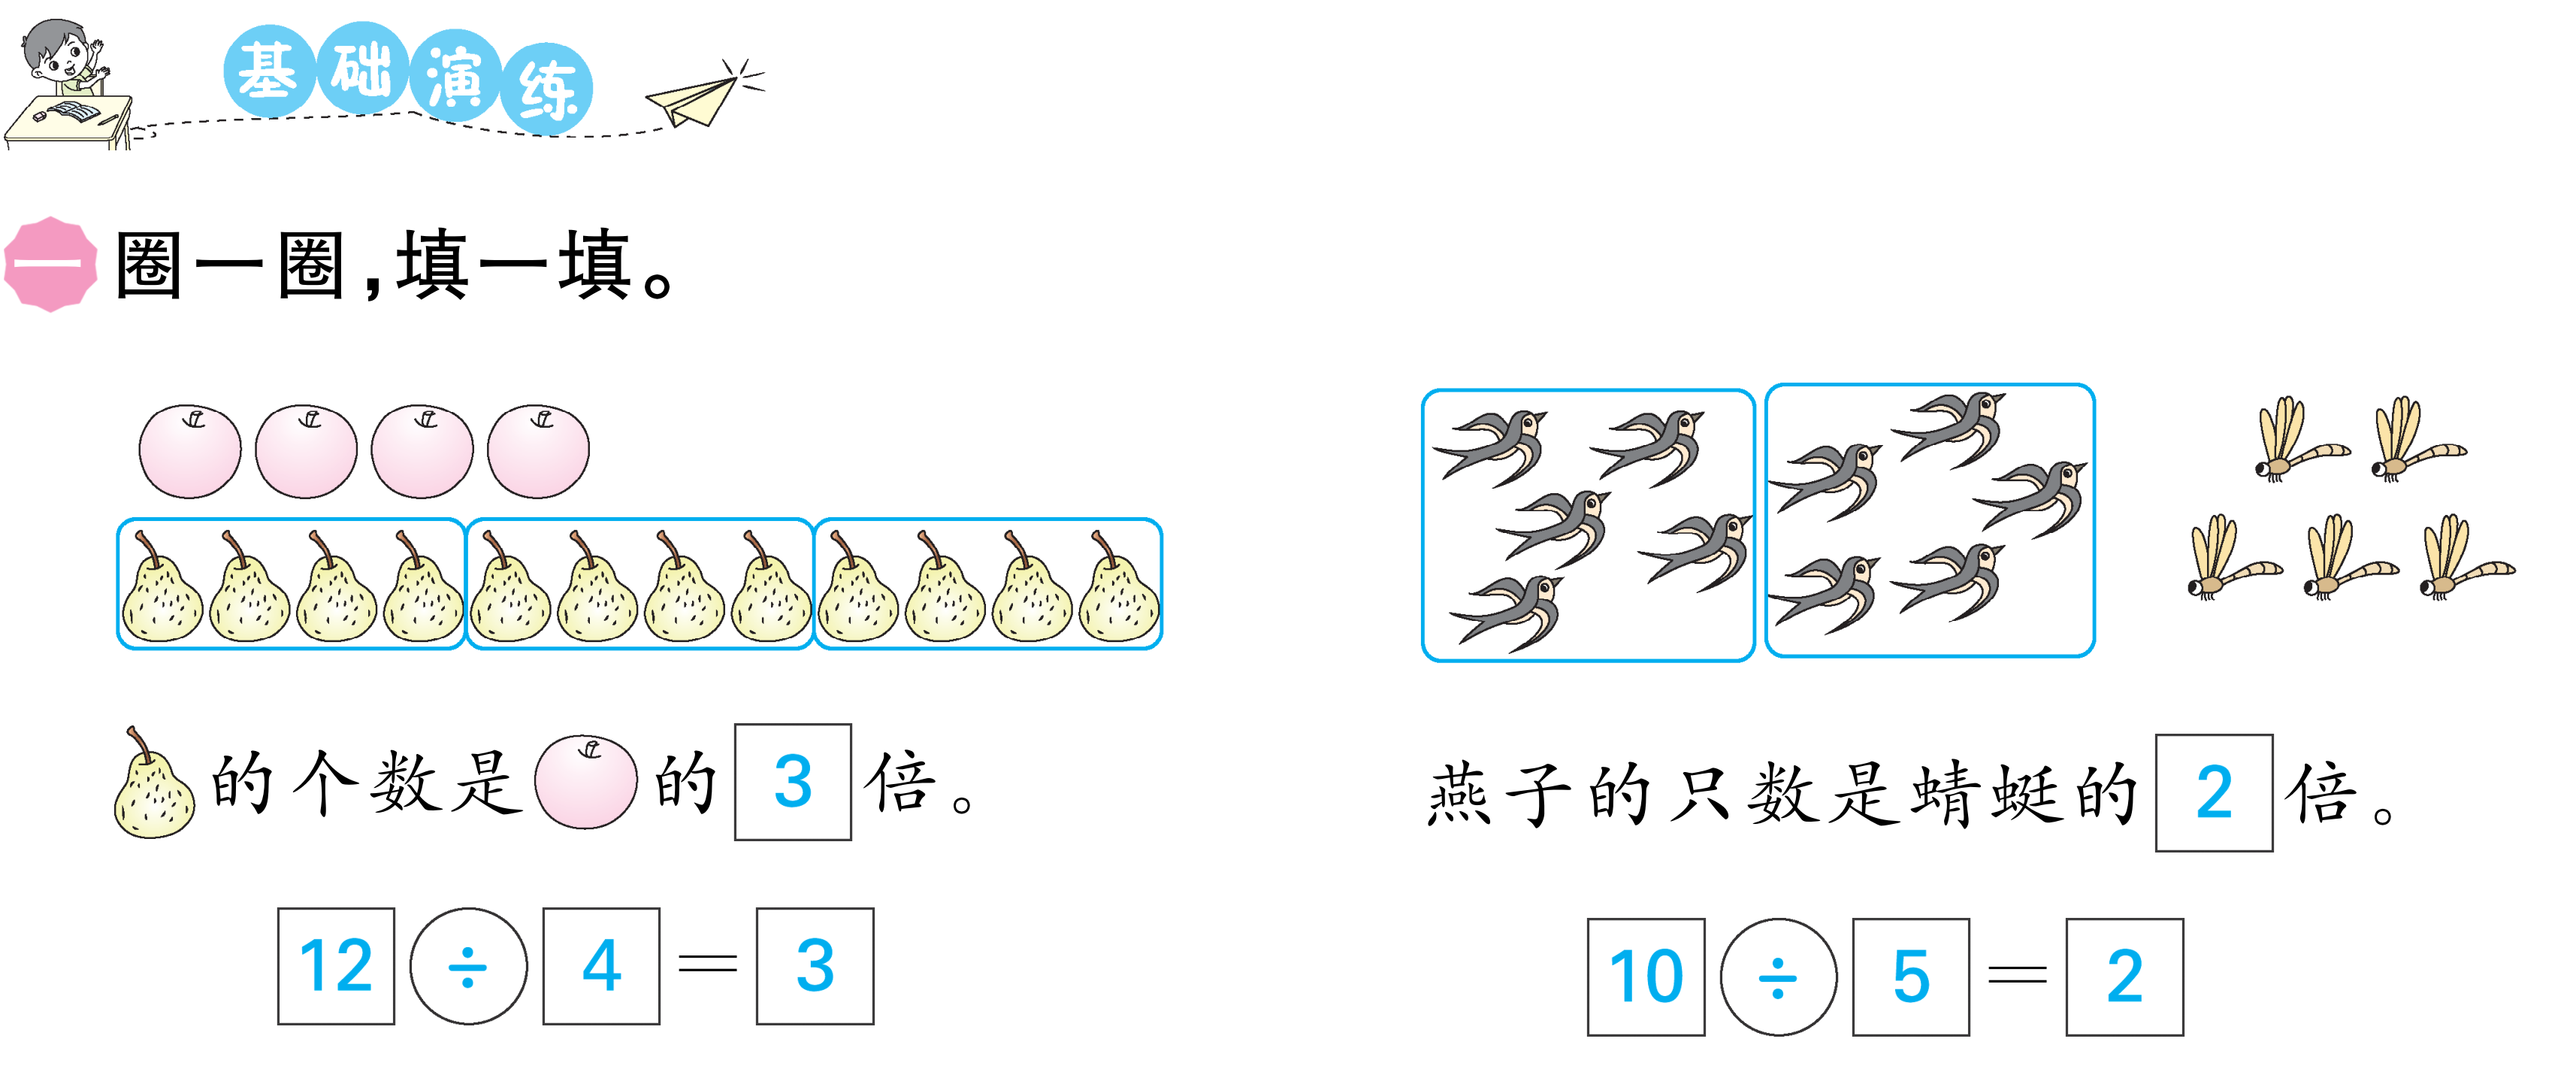 基础演练
一 圈一圈,填一填。
的个数是 的 3 倍。
12 ÷ 4 = 3
燕子的只数是蜻蜓的 2 倍。
10 ÷ 5 = 2